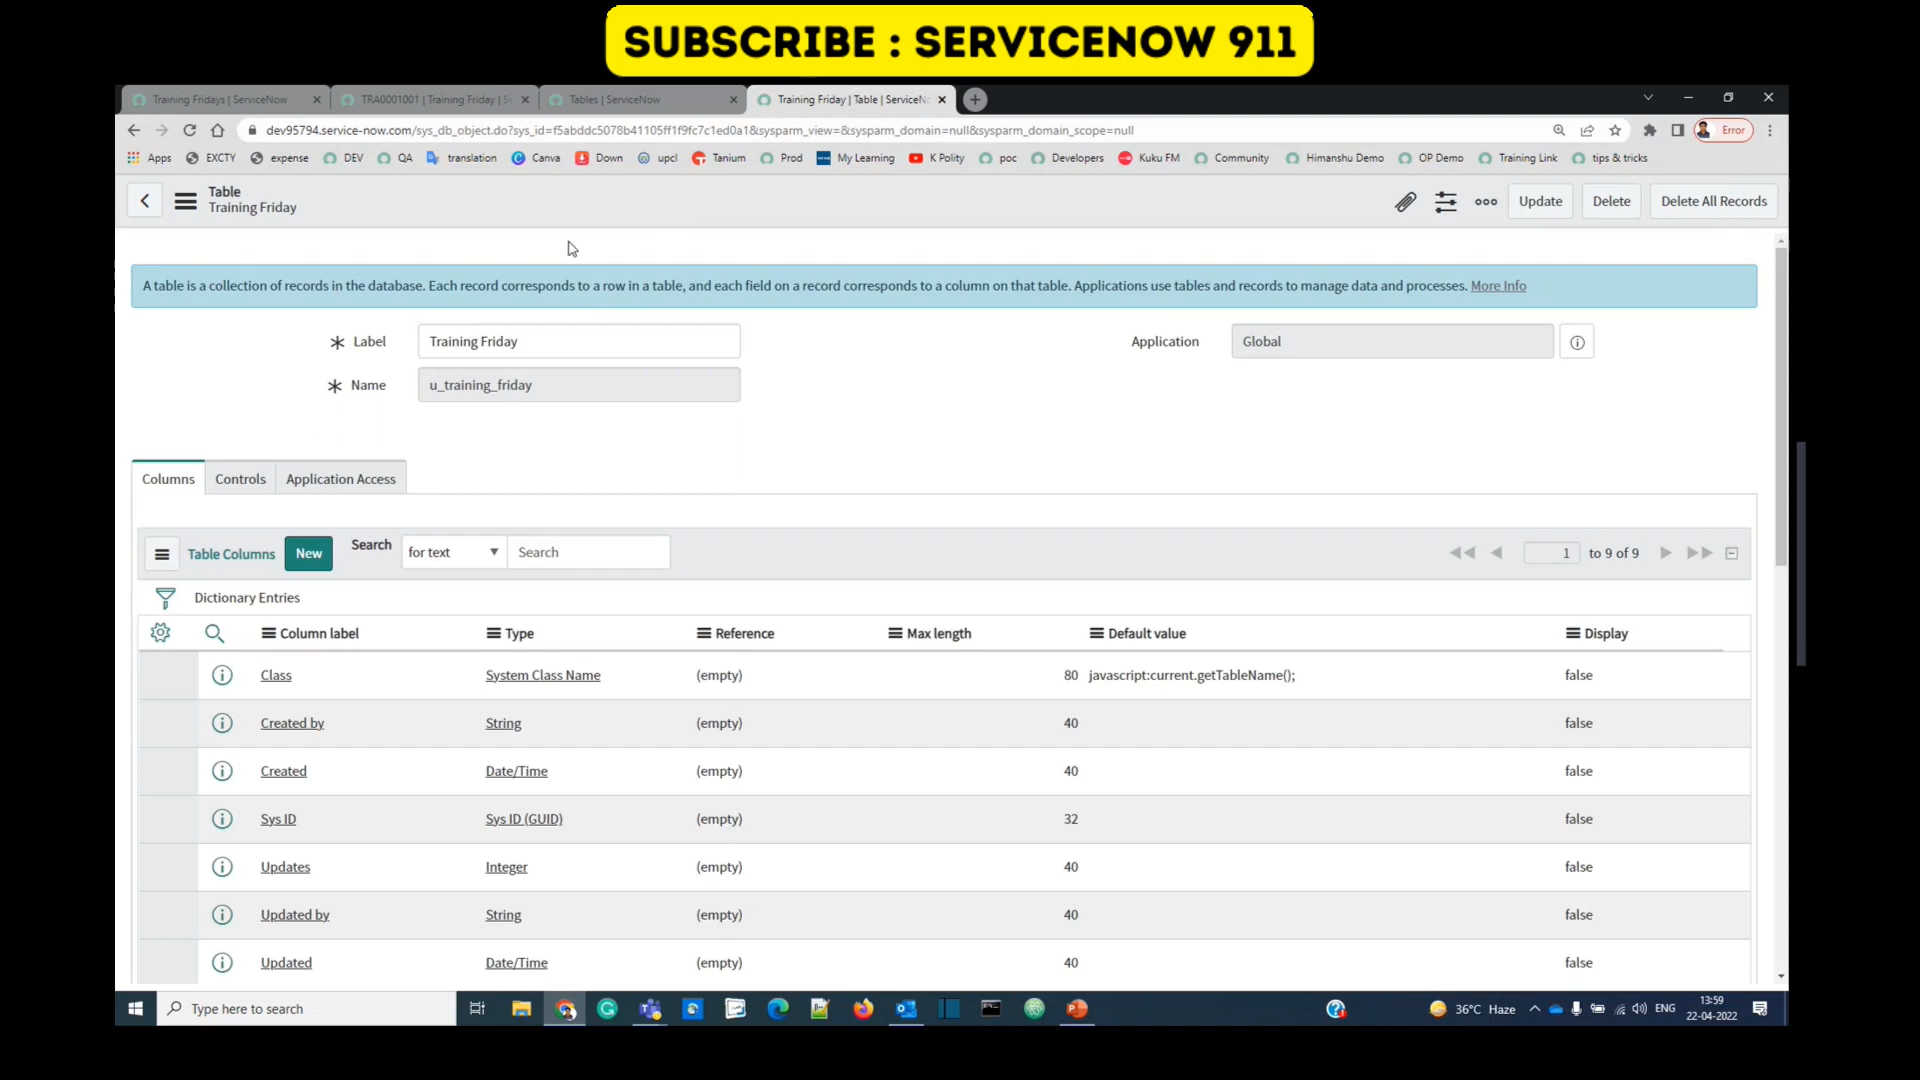 SUBSCRIBE : SERVICENOW 911
Training Fridays | ServiceNow
TRA0001001 | Training Friday | S
Tables | ServiceNow
Training Friday | Table | ServiceN
dev95794.service-now.com/sys_db_object.do?sys_id=f5abddc5078b41105ff1f9fc7c1ed0a1&sysparm_view=&sysparm_domain=null&sysparm_domain_scope=null
Error
Apps EXCTY expense DEV QA translation Canva Down upcl Tanium Prod My Learning K Polity poc Developers Kuku FM Community Himanshu Demo OP Demo Training Link tips & tricks
Table
Training Friday
Update Delete Delete All Records
A table is a collection of records in the database. Each record corresponds to a row in a table, and each field on a record corresponds to a column on that table. Applications use tables and records to manage data and processes. More Info
Label Training Friday Application Global
Name u_training_friday
Columns Controls Application Access
Table Columns New Search for text Search 1 to 9 of 9
Dictionary Entries
Column label Type Reference Max length Default value Display
Class System Class Name (empty) 80 javascript:current.getTableName(); false
Created by String (empty) 40 false
Created Date/Time (empty) 40 false
Sys ID Sys ID (GUID) (empty) 32 false
Updates Integer (empty) 40 false
Updated by String (empty) 40 false
Updated Date/Time (empty) 40 false
Type here to search
36°C Haze
ENG
13:59
22-04-2022